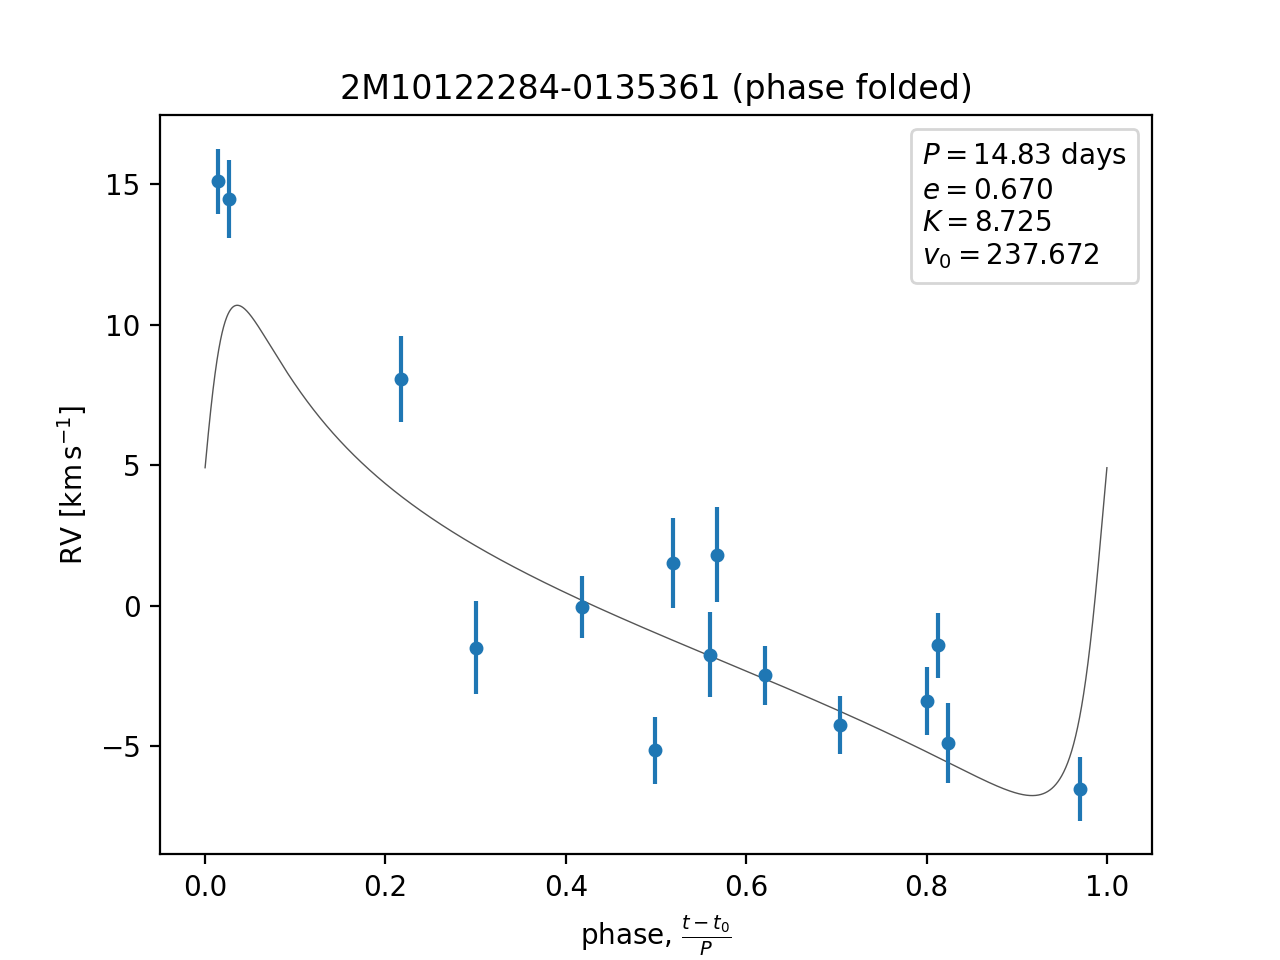 2M10122284-0135361 (phase folded)
P = 14.83 days
e = 0.670
K = 8.725
v₀ = 237.672
15
10
5
0
−5
RV [km s⁻¹]
0.0 0.2 0.4 0.6 0.8 1.0
phase, (t − t₀)/P